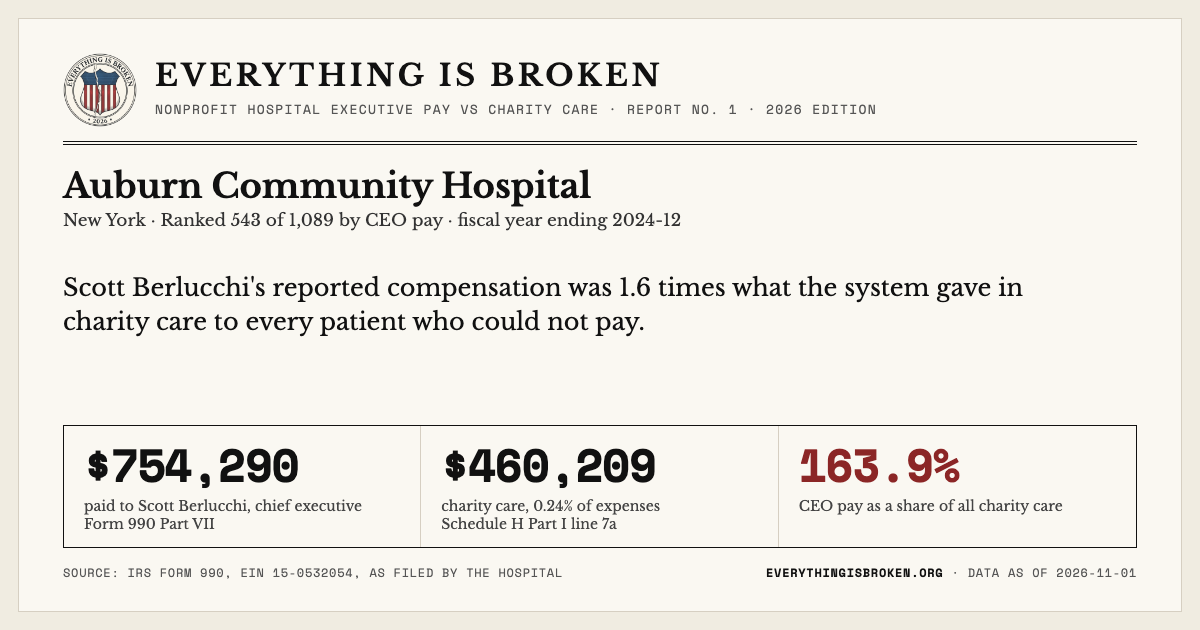 EVERYTHING IS BROKEN
2026
EVERYTHING IS BROKEN
NONPROFIT HOSPITAL EXECUTIVE PAY VS CHARITY CARE · REPORT NO. 1 · 2026 EDITION
Auburn Community Hospital
New York · Ranked 543 of 1,089 by CEO pay · fiscal year ending 2024-12
Scott Berlucchi's reported compensation was 1.6 times what the system gave in
charity care to every patient who could not pay.
$754,290
paid to Scott Berlucchi, chief executive
Form 990 Part VII
$460,209
charity care, 0.24% of expenses
Schedule H Part I line 7a
163.9%
CEO pay as a share of all charity care
SOURCE: IRS FORM 990, EIN 15-0532054, AS FILED BY THE HOSPITAL
EVERYTHINGISBROKEN.ORG · DATA AS OF 2026-11-01